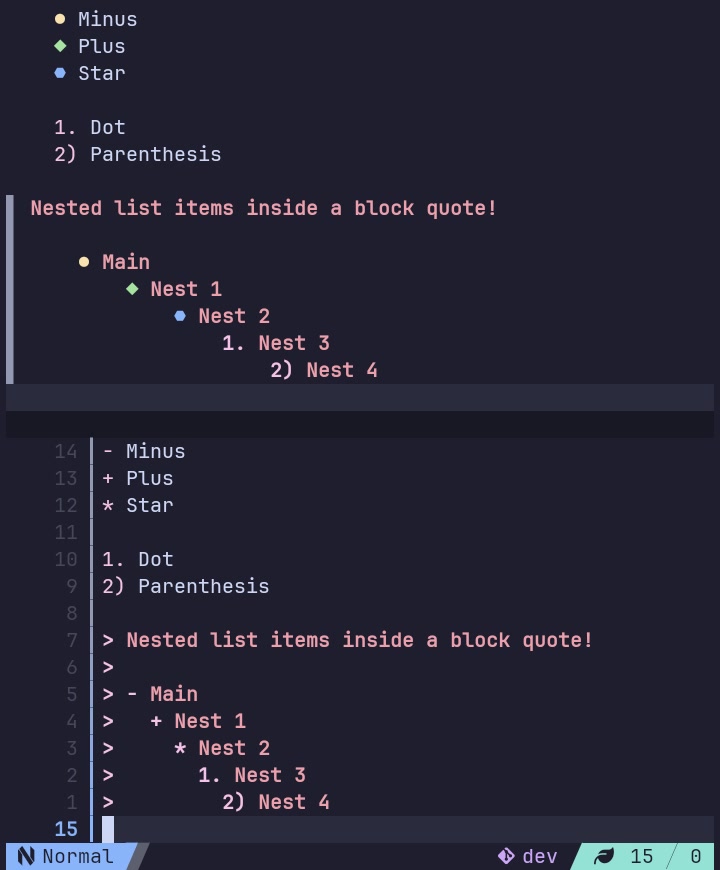 ● Minus
◆ Plus
⬢ Star
1. Dot
2) Parenthesis
Nested list items inside a block quote!
● Main
◆ Nest 1
⬢ Nest 2
1. Nest 3
2) Nest 4
14 - Minus
13 + Plus
12 * Star
11
10 1. Dot
9 2) Parenthesis
8
7 > Nested list items inside a block quote!
6 >
5 > - Main
4 >   + Nest 1
3 >     * Nest 2
2 >       1. Nest 3
1 >         2) Nest 4
15
Normal dev 15 / 0